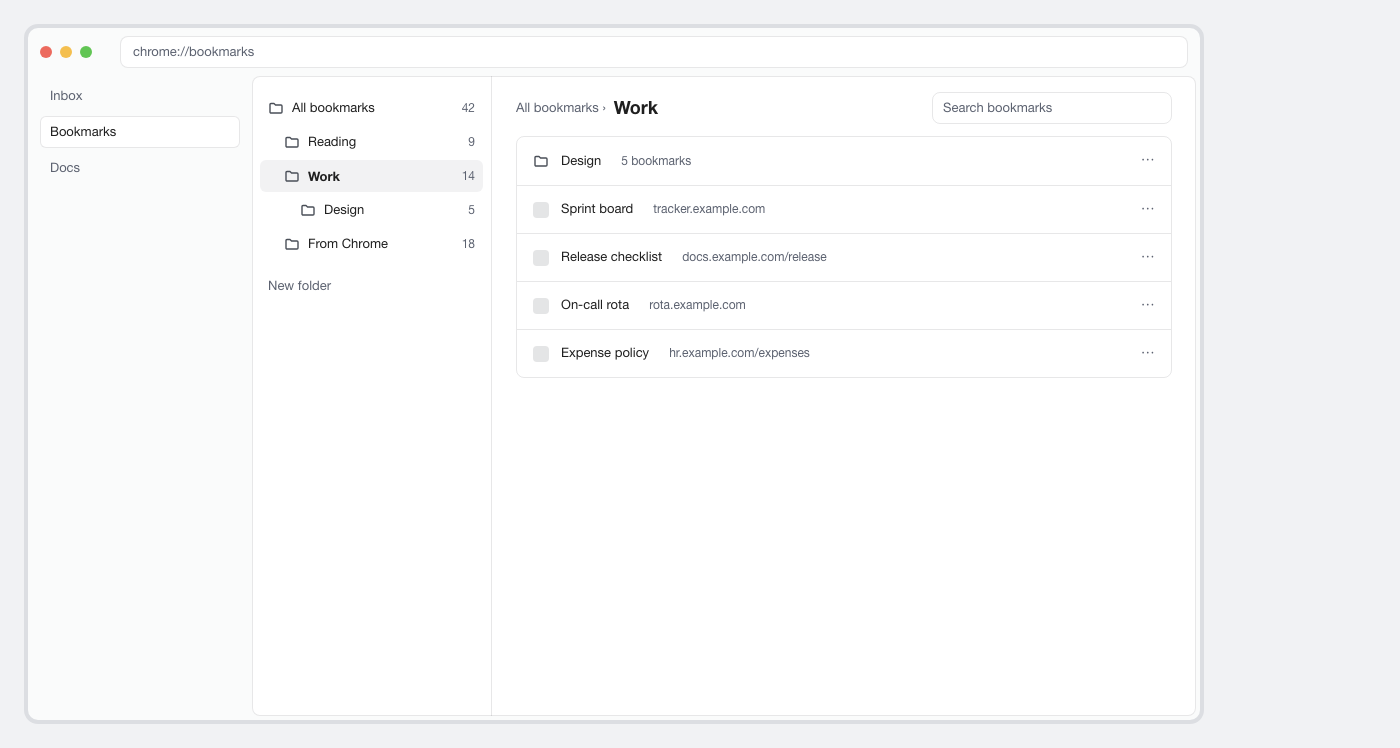 chrome://bookmarks
Inbox
Bookmarks
Docs
All bookmarks 42
Reading 9
Work 14
Design 5
From Chrome 18
New folder
All bookmarks › Work
Search bookmarks
Design 5 bookmarks ···
Sprint board tracker.example.com ···
Release checklist docs.example.com/release ···
On-call rota rota.example.com ···
Expense policy hr.example.com/expenses ···